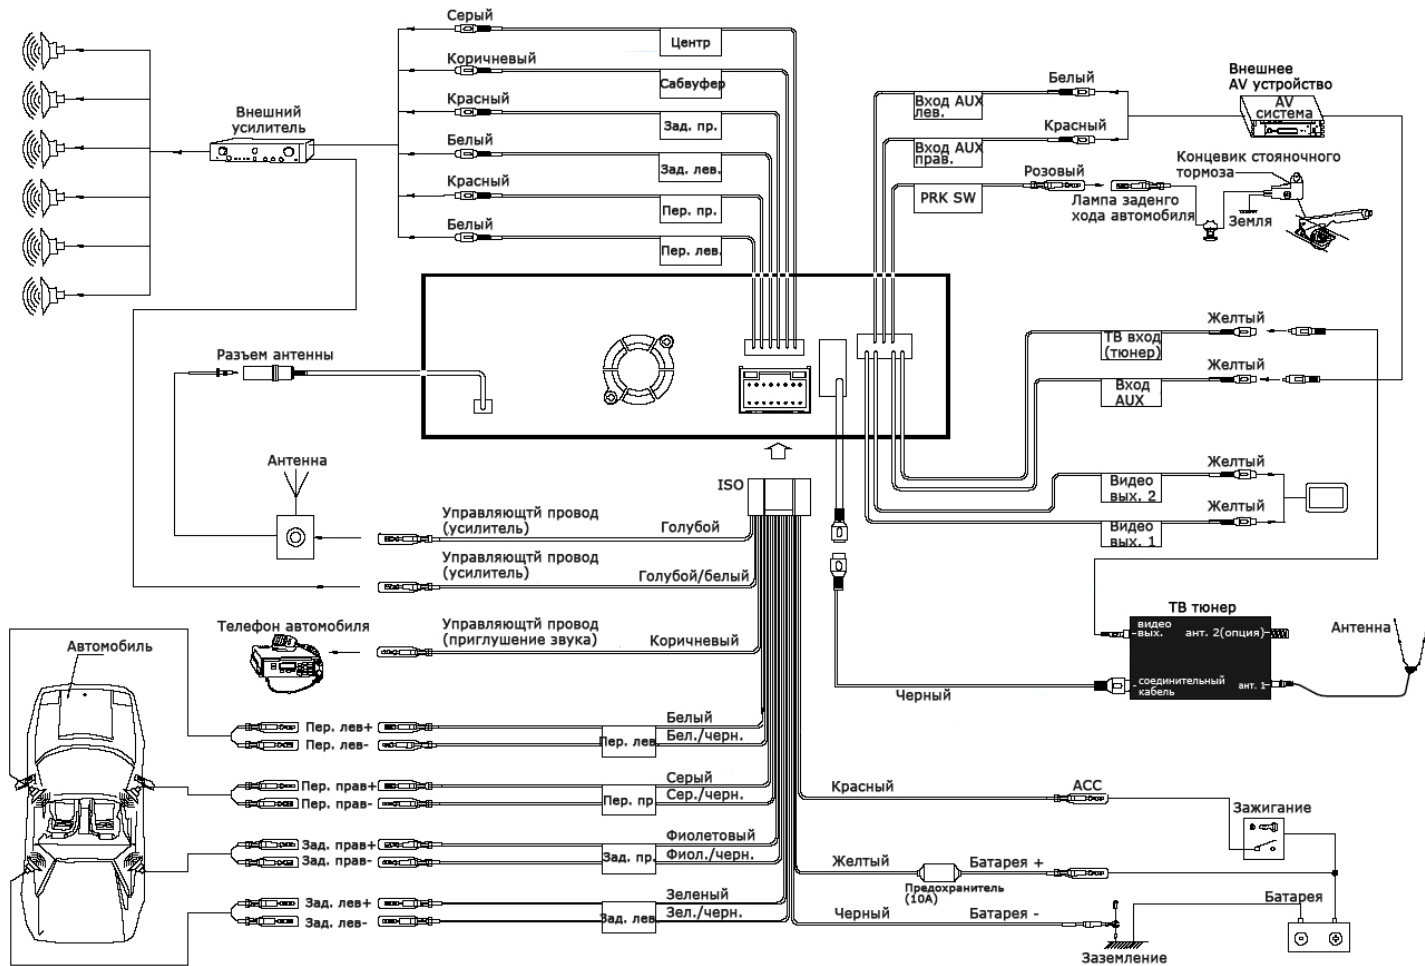 Серый
Центр
Коричневый
Сабвуфер
Красный
Зад. пр.
Белый
Зад. лев.
Красный
Пер. пр.
Белый
Пер. лев.
Внешний
усилитель
Белый
Вход AUX
лев.
Красный
Вход AUX
прав.
Розовый
PRK SW
Внешнее
AV устройство
AV
система
Концевик стояночного
тормоза
Лампа заденго
хода автомобиля
Земля
Разъем антенны
Желтый
ТВ вход
(тюнер)
Желтый
Вход
AUX
Желтый
Видео
вых. 2
Желтый
Видео
вых. 1
Антенна
ISO
Управляющтй провод
(усилитель)
Голубой
Управляющтй провод
(усилитель)
Голубой/белый
Телефон автомобиля
Управляющтй провод
(приглушение звука)
Коричневый
Автомобиль
ТВ тюнер
видео
вых.
ант. 2(опция)
соединительный
кабель
ант. 1
Антенна
Черный
Пер. лев+
Пер. лев-
Пер. лев.
Белый
Бел./черн.
Пер. прав+
Пер. прав-
Пер. пр.
Серый
Сер./черн.
Зад. прав+
Зад. прав-
Зад. пр.
Фиолетовый
Фиол./черн.
Зад. лев+
Зад. лев-
Зад. лев.
Зеленый
Зел./черн.
Красный
ACC
Зажигание
Желтый
Предохранитель
(10А)
Батарея +
Черный
Батарея -
Батарея
Заземление